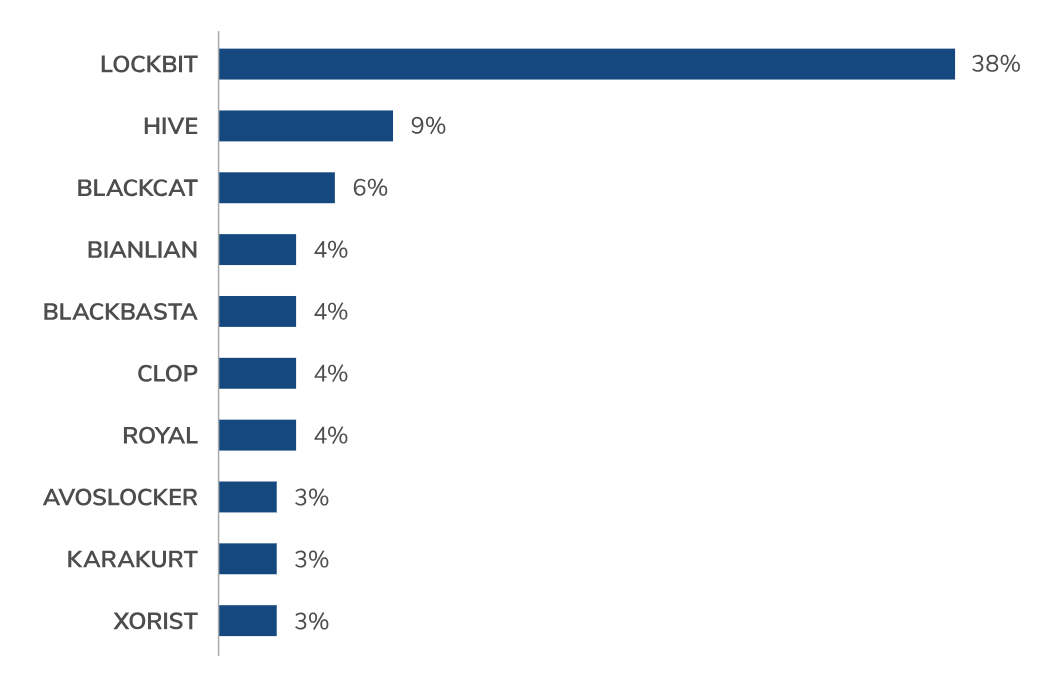 LOCKBIT 38%
HIVE 9%
BLACKCAT 6%
BIANLIAN 4%
BLACKBASTA 4%
CLOP 4%
ROYAL 4%
AVOSLOCKER 3%
KARAKURT 3%
XORIST 3%